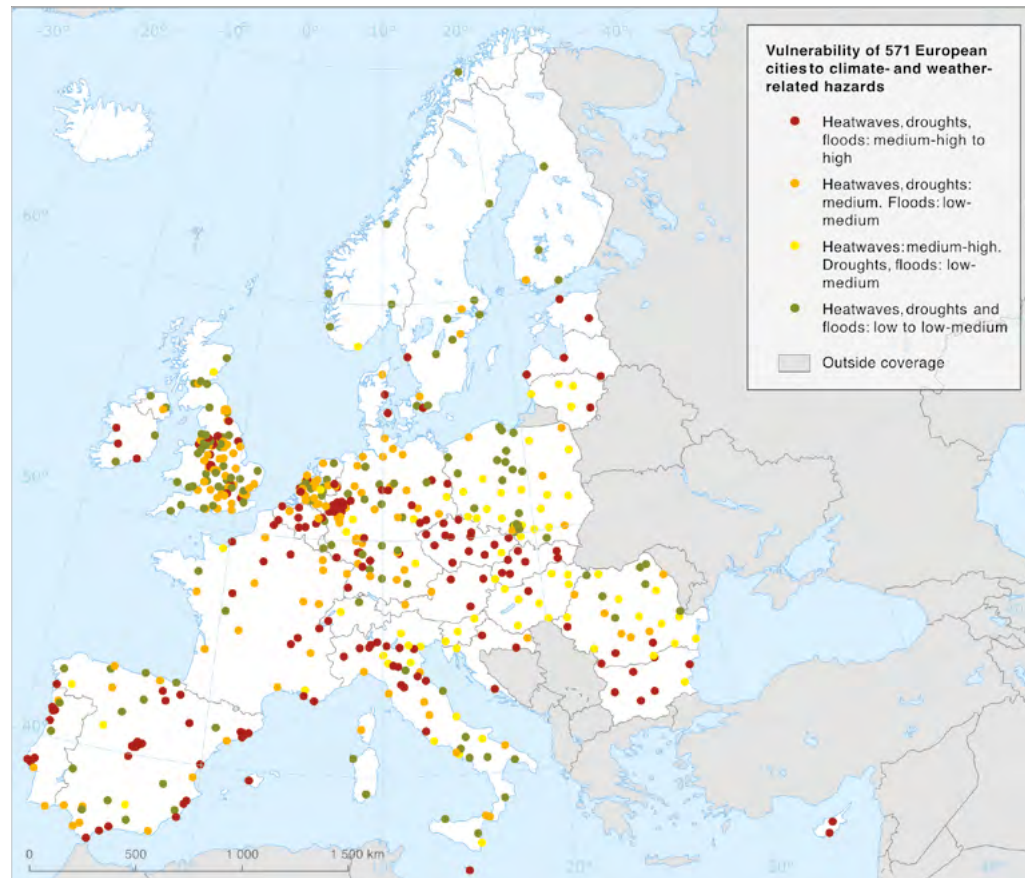 -30° -20° -10° 0° 10° 20° 30° 40° 50°
Vulnerability of 571 European
cities to climate- and weather-
related hazards
Heatwaves, droughts,
floods: medium-high to
high
Heatwaves, droughts:
medium. Floods: low-
medium
Heatwaves: medium-high.
Droughts, floods: low-
medium
Heatwaves, droughts and
floods: low to low-medium
Outside coverage
60°
50°
40°
0 500 1 000 1 500 km
20°